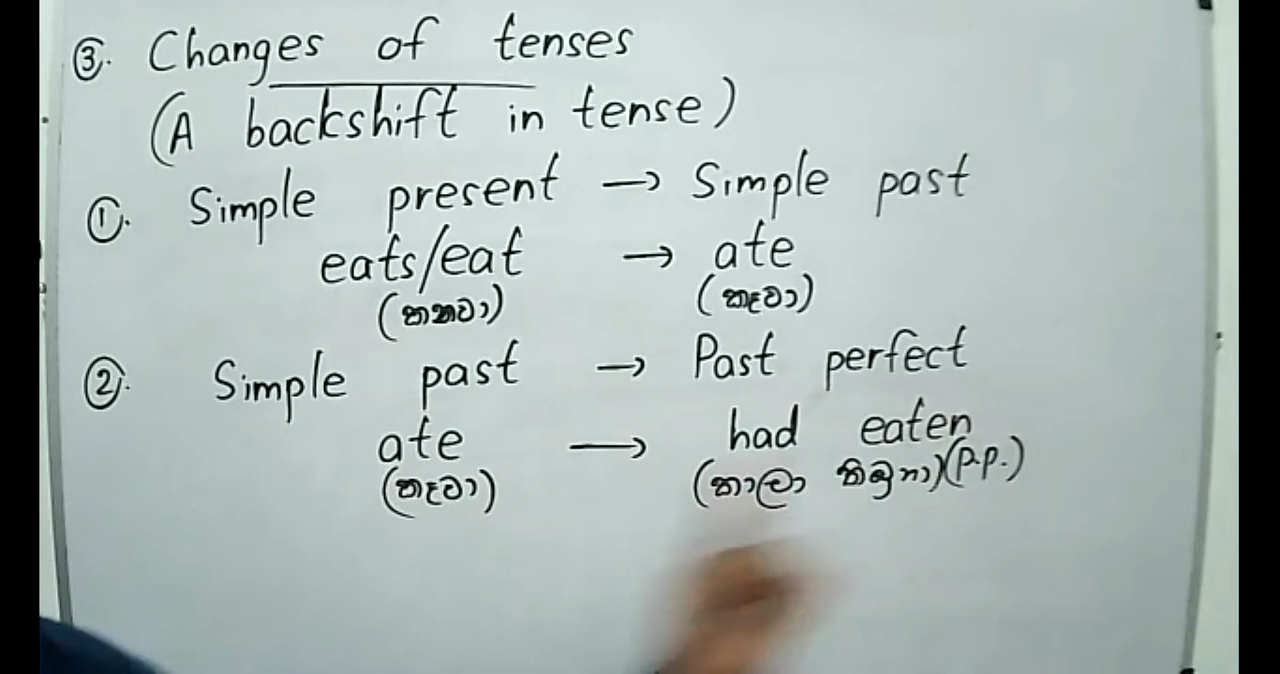 ③. Changes of tenses
(A backshift in tense)
①. Simple present → Simple past
eats/eat → ate
(කනවා) (කෑවා)
②. Simple past → Past perfect
ate → had eaten
(කෑවා) (කාලා තිබුනා)(p.p.)